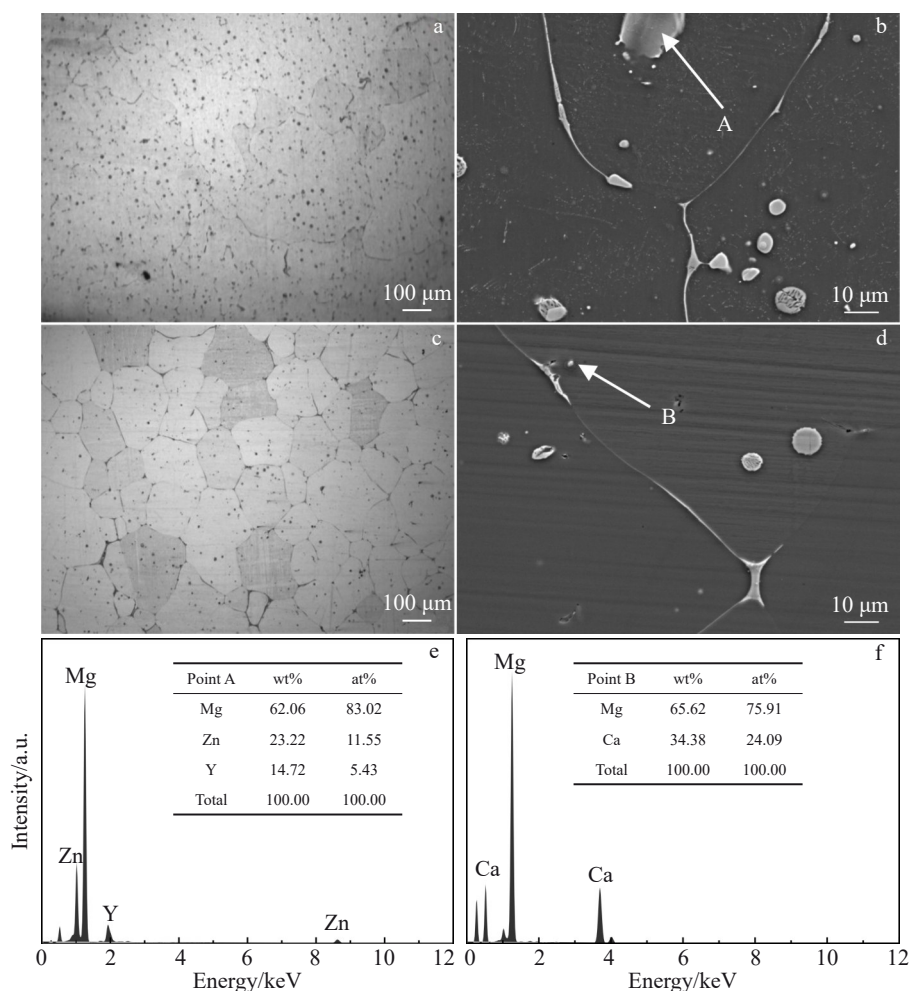 a
100 μm
b
A
10 μm
c
100 μm
d
B
10 μm
e
Mg
Zn
Y
Zn
Point A wt% at%
Mg 62.06 83.02
Zn 23.22 11.55
Y 14.72 5.43
Total 100.00 100.00
Intensity/a.u.
0 2 4 6 8 10 12
Energy/keV
f
Mg
Ca
Ca
Point B wt% at%
Mg 65.62 75.91
Ca 34.38 24.09
Total 100.00 100.00
0 2 4 6 8 10 12
Energy/keV